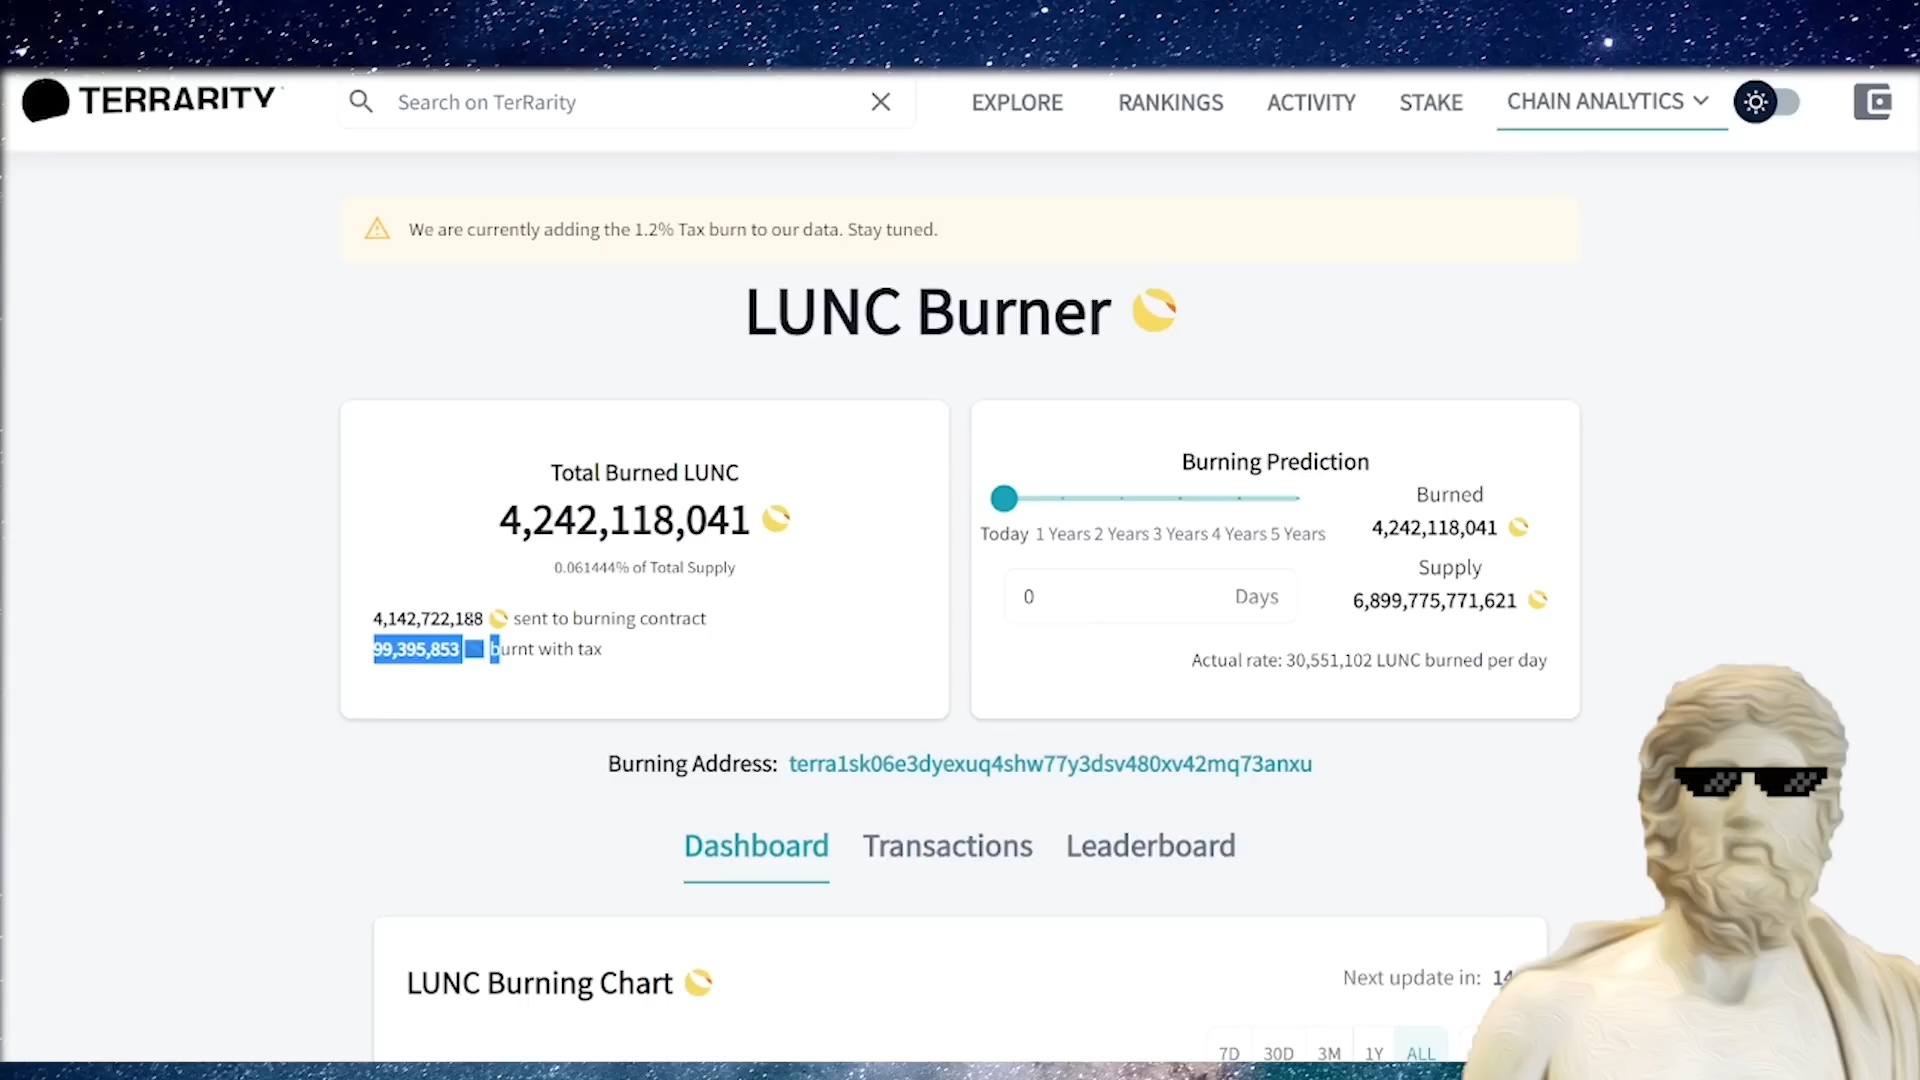 TERRARITY
Search on TerRarity
EXPLORE
RANKINGS
ACTIVITY
STAKE
CHAIN ANALYTICS
We are currently adding the 1.2% Tax burn to our data. Stay tuned.
LUNC Burner
Total Burned LUNC
4,242,118,041
0.061444% of Total Supply
4,142,722,188 sent to burning contract
99,395,853 burnt with tax
Burning Prediction
Today 1 Years 2 Years 3 Years 4 Years 5 Years
0 Days
Burned
4,242,118,041
Supply
6,899,775,771,621
Actual rate: 30,551,102 LUNC burned per day
Burning Address: terra1sk06e3dyexuq4shw77y3dsv480xv42mq73anxu
Dashboard
Transactions
Leaderboard
LUNC Burning Chart
Next update in: 14
7D 30D 3M 1Y ALL